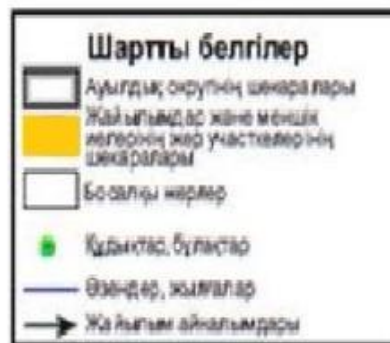 Шартты белгілер
Ауылдық округтің шекаралары
Жайылымдар және меншік
иелерінің жер участкелерінің
шекаралары
Босалқы жерлер
Құдықтар, бұлақтар
Өзендер, жылғалар
Жайылым айналымдары